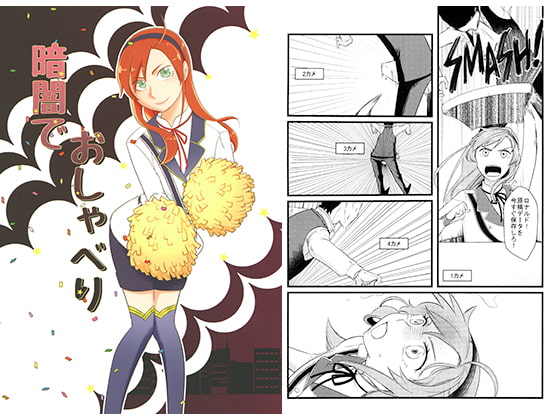 暗闇で
おしゃべり
SMASH!
ロナルド!
原稿データを
今すぐ保存しろ!
1カメ
2カメ
3カメ
4カメ